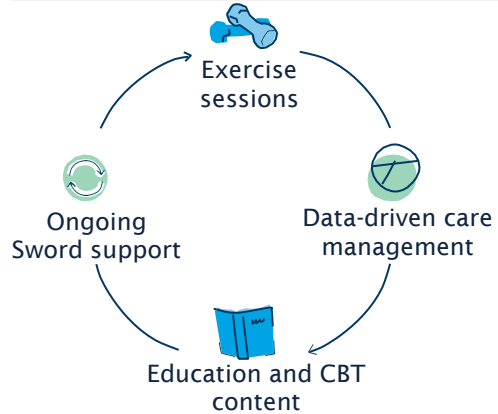 Exercise
sessions
Data-driven care
management
Education and CBT
content
Ongoing
Sword support